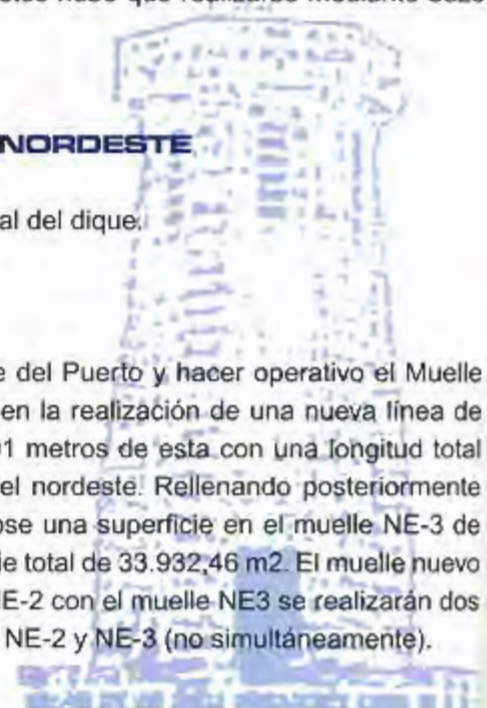 NORDESTE
al del dique.
e del Puerto y hacer operativo el Muelle
en la realización de una nueva línea de
1 metros de esta con una longitud total
el nordeste. Rellenando posteriormente
ose una superficie en el muelle NE-3 de
ie total de 33.932,46 m2. El muelle nuevo
E-2 con el muelle NE3 se realizarán dos
NE-2 y NE-3 (no simultáneamente).